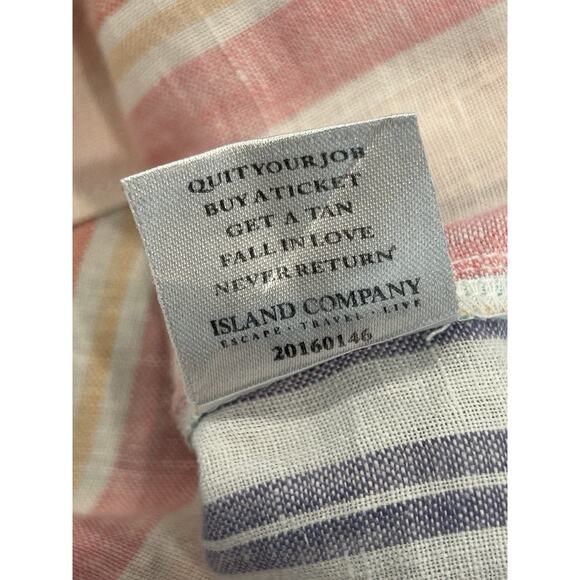 QUIT YOUR JOB
BUY A TICKET
GET A TAN
FALL IN LOVE
NEVER RETURN®
ISLAND COMPANY
ESCAPE · TRAVEL · LIVE
20160146